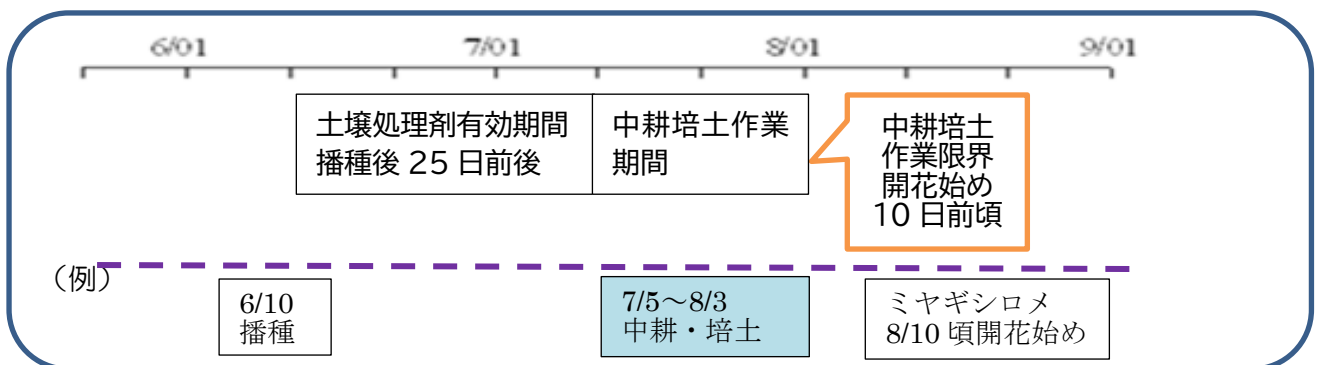 6/01 7/01 8/01 9/01
土壌処理剤有効期間
播種後 25 日前後
中耕培土作業
期間
中耕培土
作業限界
開花始め
10 日前頃
（例）
6/10
播種
7/5～8/3
中耕・培土
ミヤギシロメ
8/10 頃開花始め